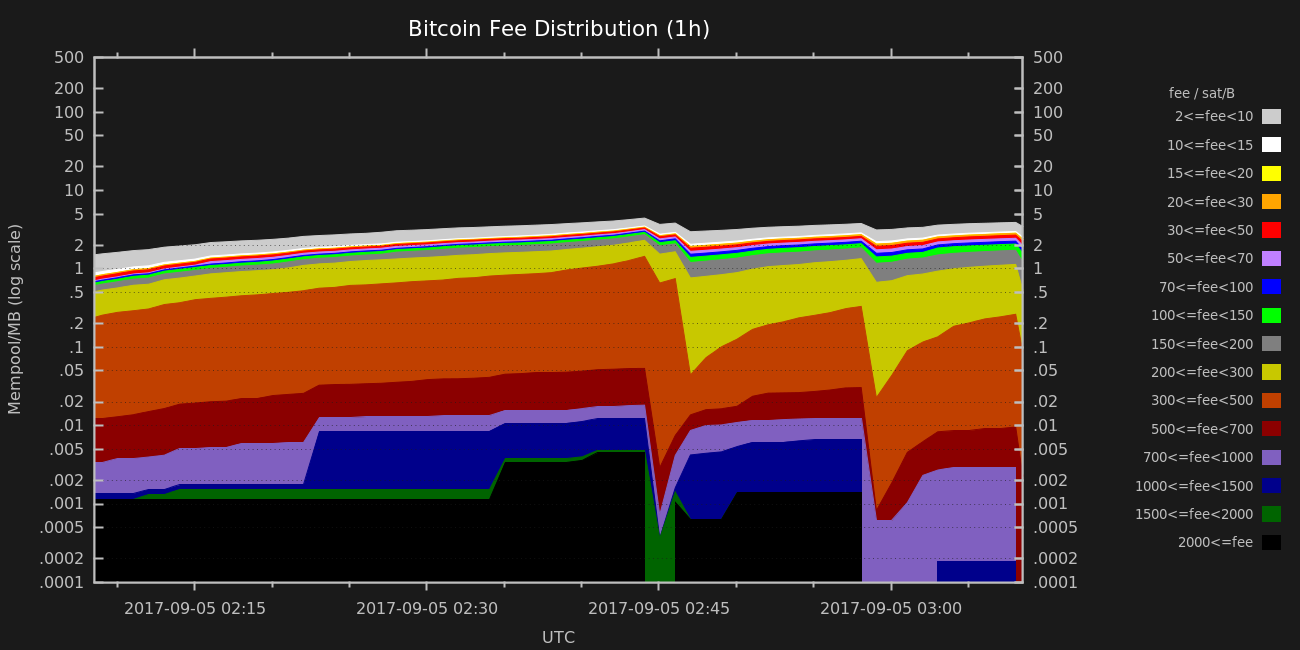 Bitcoin Fee Distribution (1h)
Mempool/MB (log scale)
500
200
100
50
20
10
5
2
1
.5
.2
.1
.05
.02
.01
.005
.002
.001
.0005
.0002
.0001
500
200
100
50
20
10
5
2
1
.5
.2
.1
.05
.02
.01
.005
.002
.001
.0005
.0002
.0001
2017-09-05 02:15 2017-09-05 02:30 2017-09-05 02:45 2017-09-05 03:00
UTC
fee / sat/B
2<=fee<10
10<=fee<15
15<=fee<20
20<=fee<30
30<=fee<50
50<=fee<70
70<=fee<100
100<=fee<150
150<=fee<200
200<=fee<300
300<=fee<500
500<=fee<700
700<=fee<1000
1000<=fee<1500
1500<=fee<2000
2000<=fee